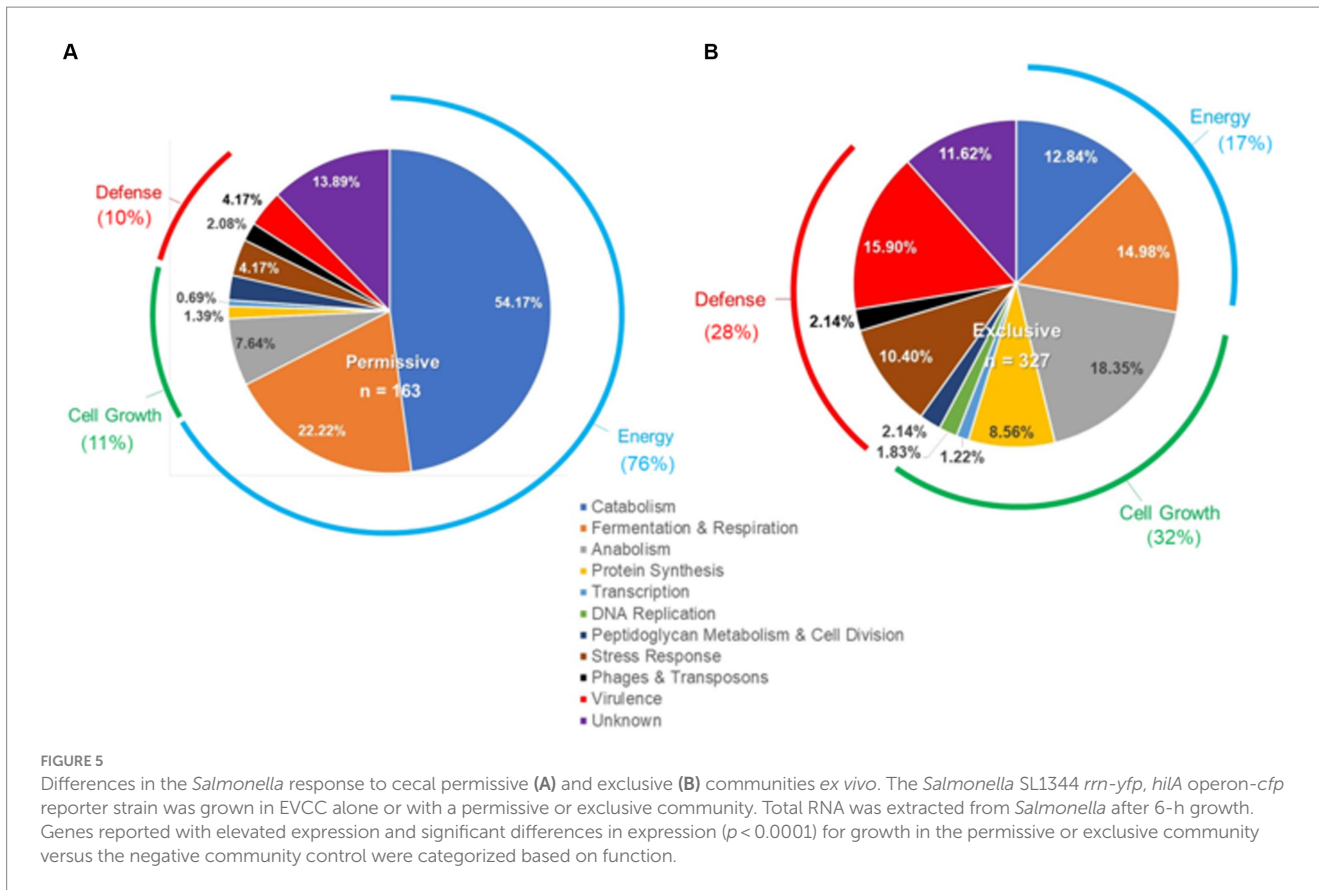 A
Defense
(10%)
Cell Growth
(11%)
Energy
(76%)
13.89%
4.17%
2.08%
4.17%
0.69%
1.39%
7.64%
54.17%
22.22%
Permissive
n = 163
B
Energy
(17%)
Defense
(28%)
Cell Growth
(32%)
11.62%
12.84%
15.90%
14.98%
2.14%
10.40%
18.35%
2.14%
1.83%
1.22%
8.56%
Exclusive
n = 327
Catabolism
Fermentation & Respiration
Anabolism
Protein Synthesis
Transcription
DNA Replication
Peptidoglycan Metabolism & Cell Division
Stress Response
Phages & Transposons
Virulence
Unknown
FIGURE 5
Differences in the Salmonella response to cecal permissive (A) and exclusive (B) communities ex vivo. The Salmonella SL1344 rrn-yfp, hilA operon-cfp
reporter strain was grown in EVCC alone or with a permissive or exclusive community. Total RNA was extracted from Salmonella after 6-h growth.
Genes reported with elevated expression and significant differences in expression (p < 0.0001) for growth in the permissive or exclusive community
versus the negative community control were categorized based on function.